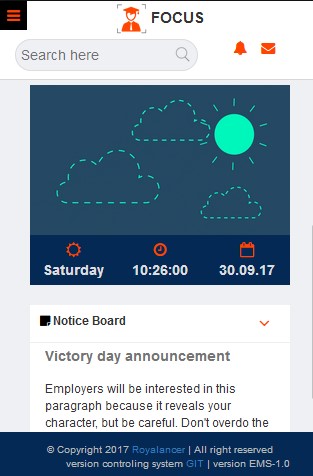 FOCUS
Search here
Saturday
10:26:00
30.09.17
Notice Board
Victory day announcement
Employers will be interested in this
paragraph because it reveals your
character, but be careful. Don't overdo the
© Copyright 2017 Royalancer | All right reserved
version controling system GIT | version EMS-1.0